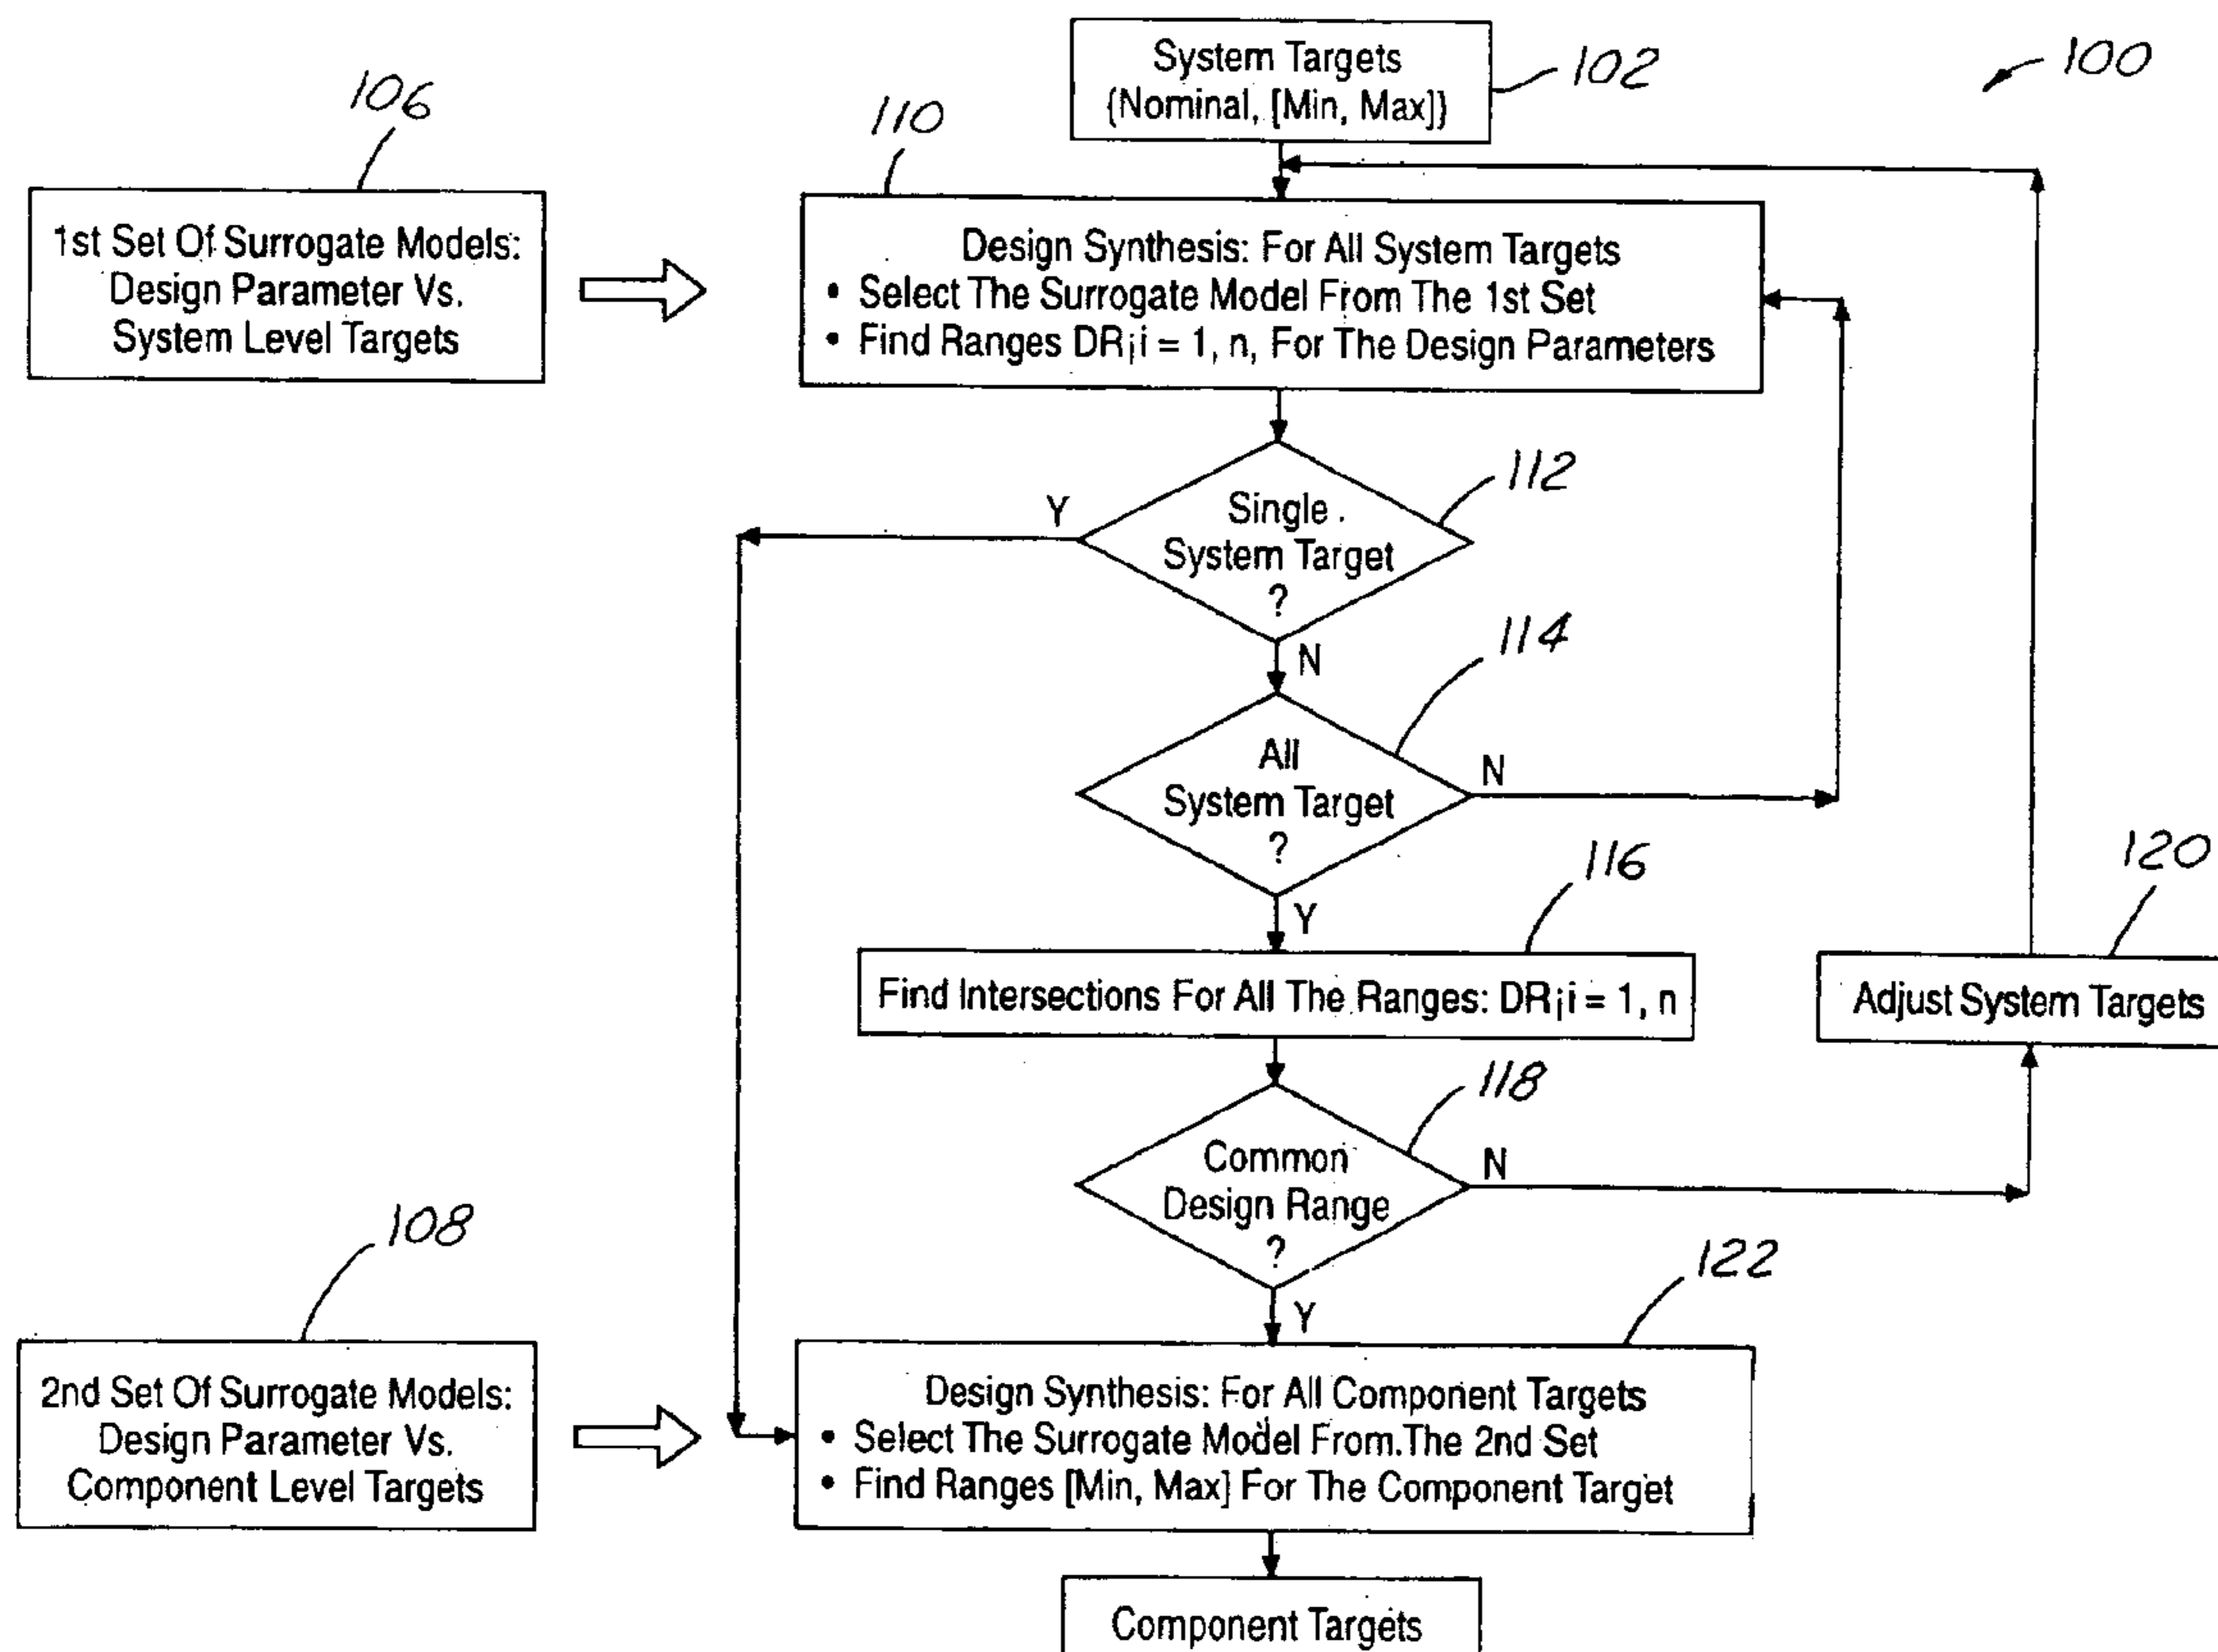 System Targets
(Nominal, [Min, Max])
102
100
106
110
1st Set Of Surrogate Models:
Design Parameter Vs.
System Level Targets
Design Synthesis: For All System Targets
• Select The Surrogate Model From The 1st Set
• Find Ranges DRi i = 1, n, For The Design Parameters
112
Y
Single
System Target
?
N
114
All
System Target
?
N
Y
116
120
Find Intersections For All The Ranges: DRi i = 1, n
Adjust System Targets
118
Common
Design Range
?
N
Y
108
122
2nd Set Of Surrogate Models:
Design Parameter Vs.
Component Level Targets
Design Synthesis: For All Component Targets
• Select The Surrogate Model From The 2nd Set
• Find Ranges [Min, Max] For The Component Target
Component Targets